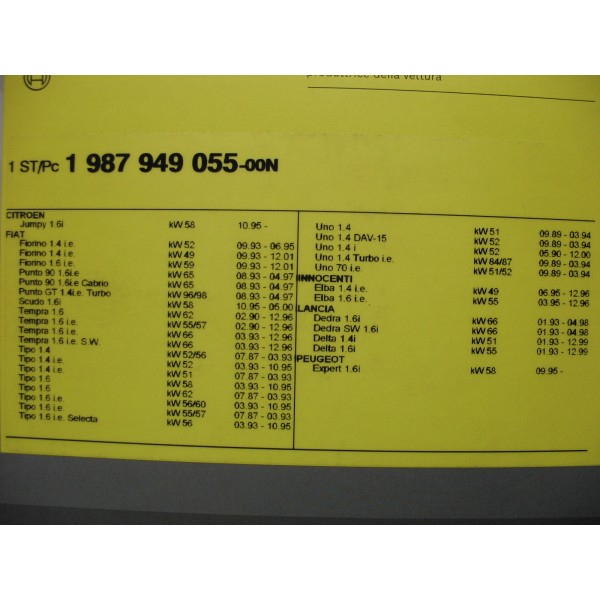 produttrice della vettura
1 ST/Pc 1 987 949 055-00N
CITROEN
Jumpy 1.6i kW 58 10.95 -
FIAT
Fiorino 1.4 i.e. kW 52 09.93 - 06.95
Fiorino 1.4 i.e. kW 49 09.93 - 12.01
Fiorino 1.6 i.e. kW 59 09.93 - 12.01
Punto 90 1.6ie kW 65 08.93 - 04.97
Punto 90 1.6ie Cabrio kW 65 08.93 - 04.97
Punto GT 1.4i.e. Turbo kW 96/98 08.93 - 04.97
Scudo 1.6i kW 58 10.95 - 05.00
Tempra 1.6 kW 62 02.90 - 12.96
Tempra 1.6 i.e. kW 55/57 02.90 - 12.96
Tempra 1.6 i.e. kW 66 03.93 - 12.96
Tempra 1.6 i.e. S.W. kW 66 03.93 - 12.96
Tipo 1.4 kW 52/56 07.87 - 03.93
Tipo 1.4 i.e. kW 52 07.87 - 03.93
Tipo 1.4 i.e. kW 51 03.93 - 10.95
Tipo 1.6 kW 58 07.87 - 03.93
Tipo 1.6 kW 62 03.93 - 10.95
Tipo 1.6 i.e. kW 56/60 07.87 - 03.93
Tipo 1.6 i.e. kW 55/57 03.93 - 10.95
Tipo 1.6 i.e. Selecta kW 56 03.93 - 10.95
Uno 1.4 kW 51 09.89 - 03.94
Uno 1.4 DAV-15 kW 52 09.89 - 03.94
Uno 1.4 i kW 52 05.90 - 12.00
Uno 1.4 Turbo i.e. kW 84/87 09.89 - 03.94
Uno 70 i.e. kW 51/52 09.89 - 03.94
INNOCENTI
Elba 1.4 i.e. kW 49 06.95 - 12.96
Elba 1.6 i.e. kW 55 03.95 - 12.96
LANCIA
Dedra 1.6i kW 66 01.93 - 04.98
Dedra SW 1.6i kW 66 01.93 - 04.98
Delta 1.4i kW 51 01.93 - 12.99
Delta 1.6i kW 55 01.93 - 12.99
PEUGEOT
Expert 1.6i kW 58 09.95 -